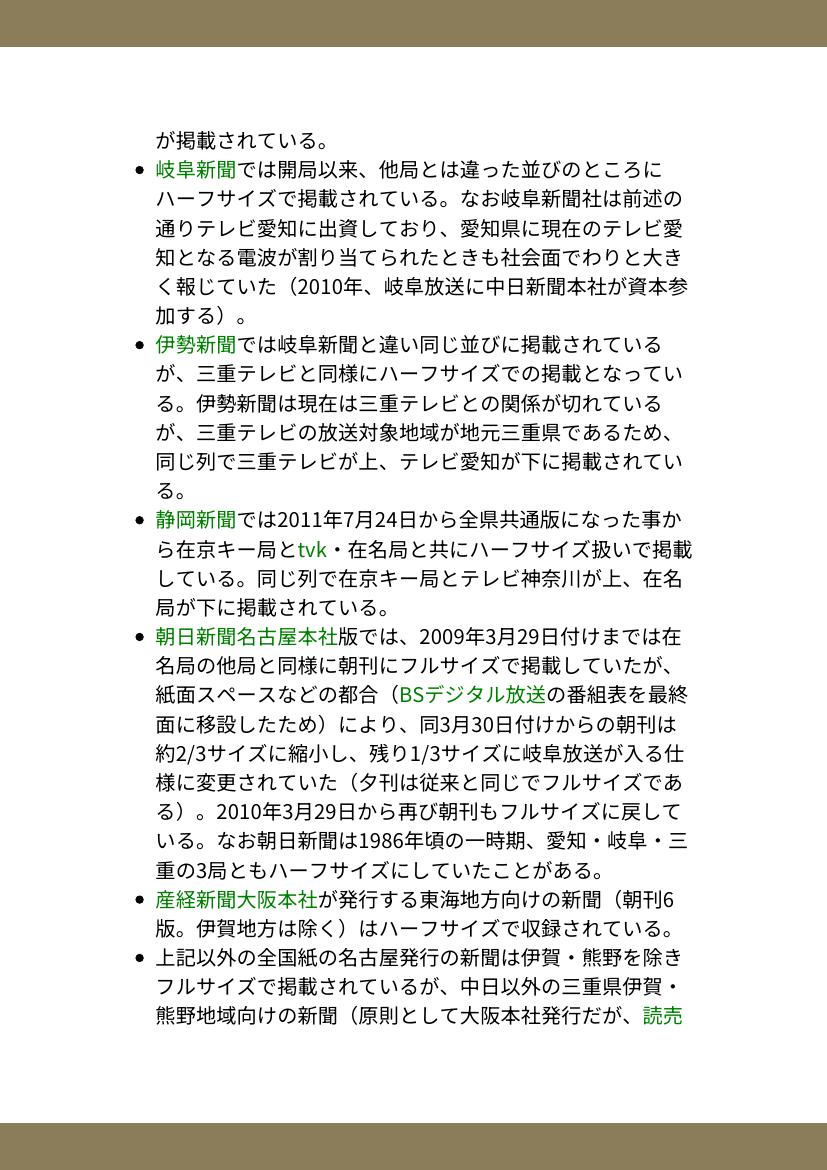 が掲載されている。
岐阜新聞では開局以来、他局とは違った並びのところに
ハーフサイズで掲載されている。なお岐阜新聞社は前述の
通りテレビ愛知に出資しており、愛知県に現在のテレビ愛
知となる電波が割り当てられたときも社会面でわりと大き
く報じていた（2010年、岐阜放送に中日新聞本社が資本参
加する）。
伊勢新聞では岐阜新聞と違い同じ並びに掲載されている
が、三重テレビと同様にハーフサイズでの掲載となってい
る。伊勢新聞は現在は三重テレビとの関係が切れている
が、三重テレビの放送対象地域が地元三重県であるため、
同じ列で三重テレビが上、テレビ愛知が下に掲載されてい
る。
静岡新聞では2011年7月24日から全県共通版になった事か
ら在京キー局とtvk・在名局と共にハーフサイズ扱いで掲載
している。同じ列で在京キー局とテレビ神奈川が上、在名
局が下に掲載されている。
朝日新聞名古屋本社版では、2009年3月29日付けまでは在
名局の他局と同様に朝刊にフルサイズで掲載していたが、
紙面スペースなどの都合（BSデジタル放送の番組表を最終
面に移設したため）により、同3月30日付けからの朝刊は
約2/3サイズに縮小し、残り1/3サイズに岐阜放送が入る仕
様に変更されていた（夕刊は従来と同じでフルサイズであ
る）。2010年3月29日から再び朝刊もフルサイズに戻して
いる。なお朝日新聞は1986年頃の一時期、愛知・岐阜・三
重の3局ともハーフサイズにしていたことがある。
産経新聞大阪本社が発行する東海地方向けの新聞（朝刊6
版。伊賀地方は除く）はハーフサイズで収録されている。
上記以外の全国紙の名古屋発行の新聞は伊賀・熊野を除き
フルサイズで掲載されているが、中日以外の三重県伊賀・
熊野地域向けの新聞（原則として大阪本社発行だが、読売